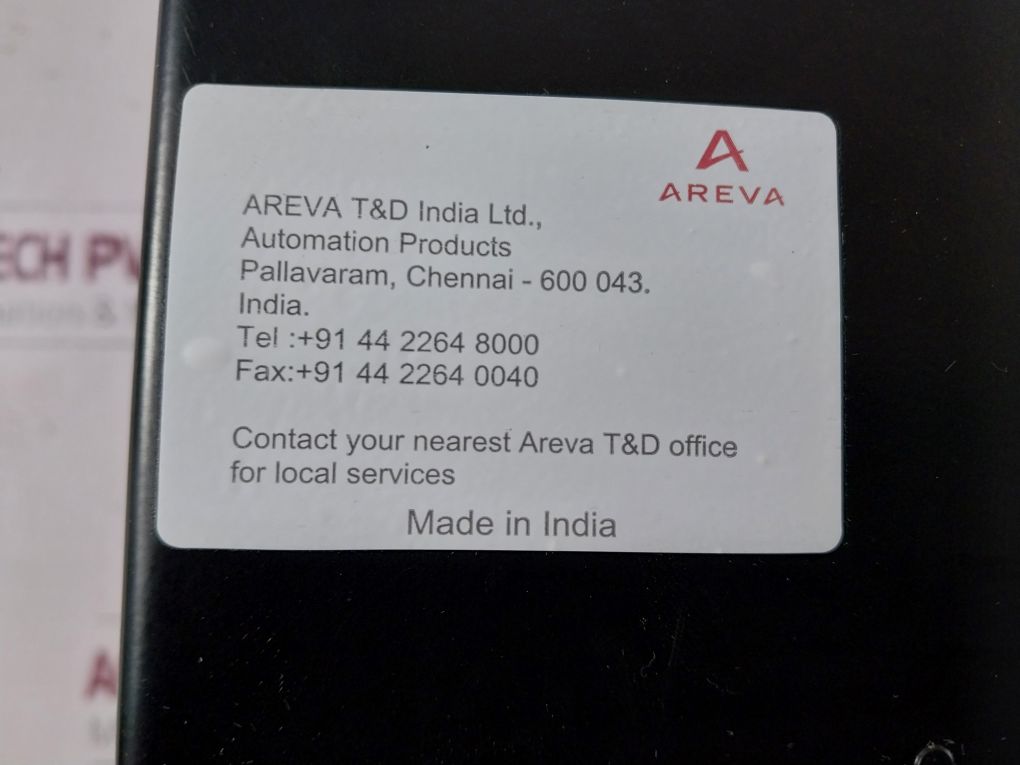 AREVA
AREVA T&D India Ltd.,
Automation Products
Pallavaram, Chennai - 600 043.
India.
Tel :+91 44 2264 8000
Fax:+91 44 2264 0040
Contact your nearest Areva T&D office
for local services
Made in India